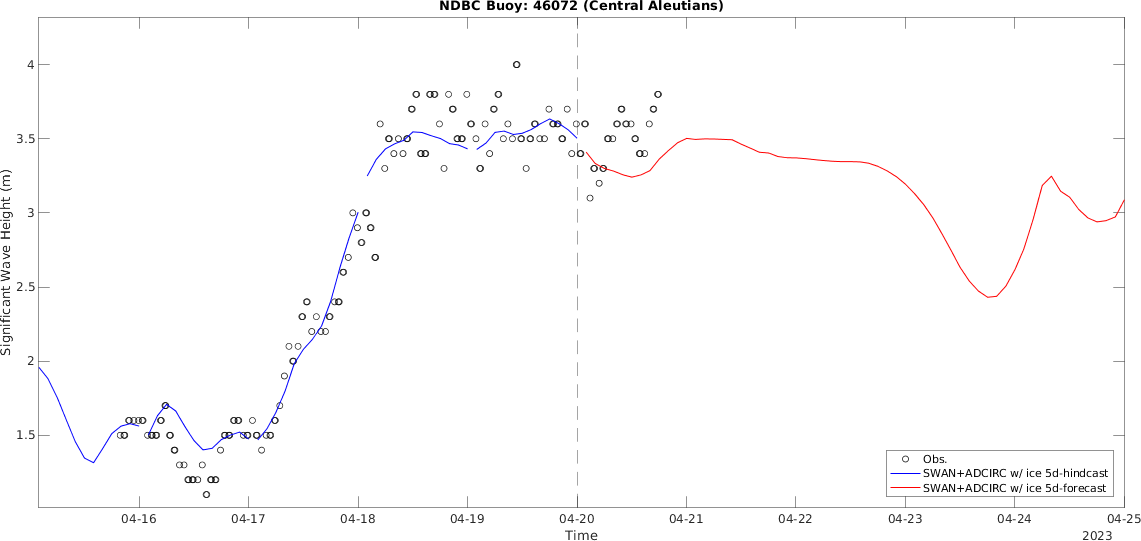 NDBC Buoy: 46072 (Central Aleutians)
Significant Wave Height (m)
4
3.5
3
2.5
2
1.5
Obs.
SWAN+ADCIRC w/ ice 5d-hindcast
SWAN+ADCIRC w/ ice 5d-forecast
04-16 04-17 04-18 04-19 04-20 04-21 04-22 04-23 04-24 04-25
Time
2023